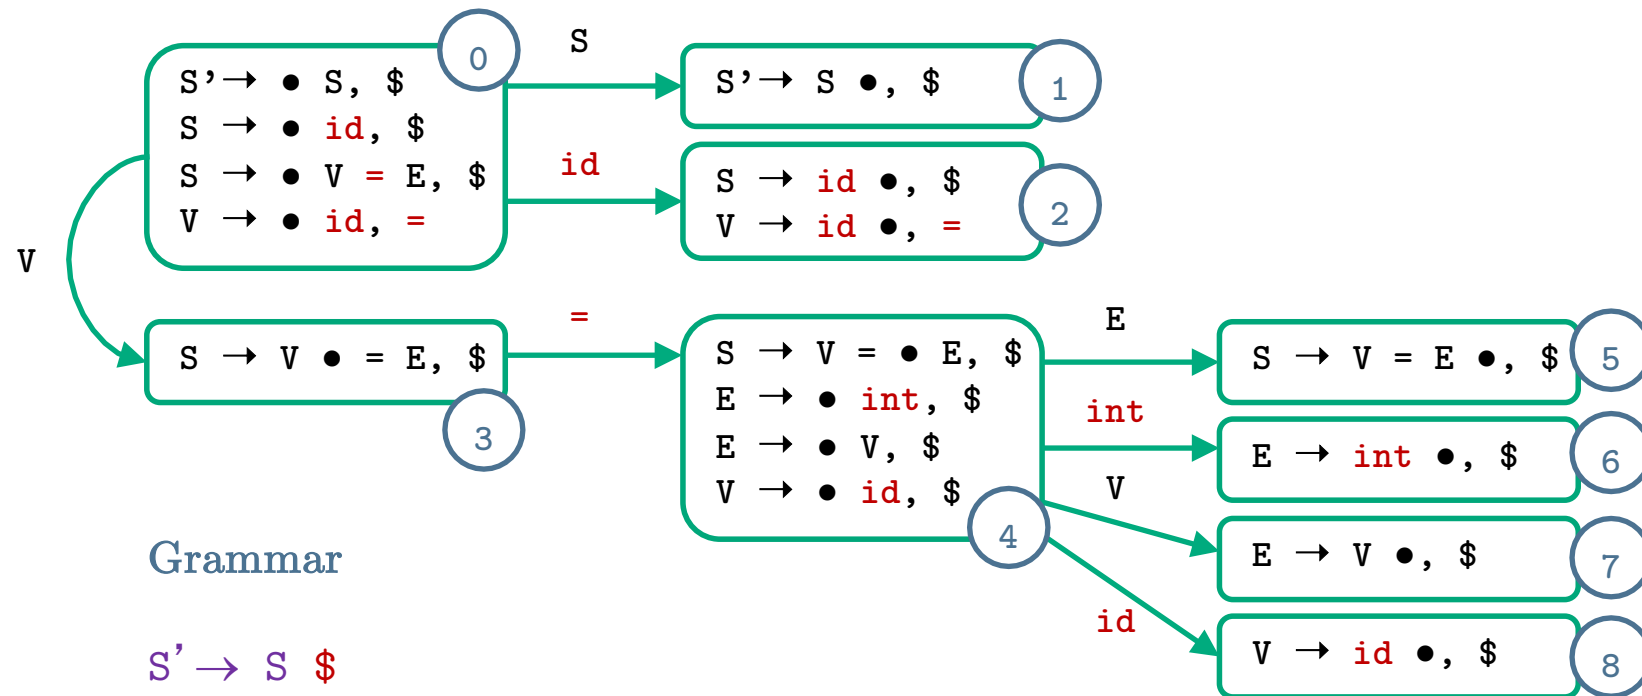 S
0
S’→ ● S, $
S → ● id, $
S → ● V = E, $
V → ● id, =
S’→ S ●, $
1
id
S → id ●, $
V → id ●, =
2
V
=
S → V ● = E, $
3
S → V = ● E, $
E → ● int, $
E → ● V, $
V → ● id, $
4
E
S → V = E ●, $
5
int
E → int ●, $
6
V
E → V ●, $
7
id
V → id ●, $
8
Grammar
S’→ S $